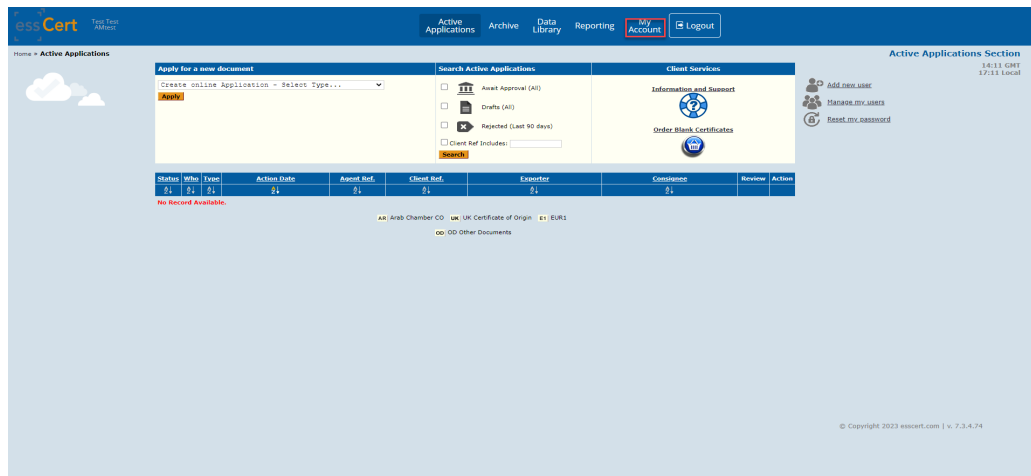 essCert
Test Test
AMtest
Active Applications
Archive
Data Library
Reporting
My Account
Logout
Home » Active Applications
Active Applications Section
14:11 GMT
17:11 Local
Apply for a new document
Create online Application - Select Type...
Apply
Search Active Applications
Await Approval (All)
Drafts (All)
Rejected (Last 90 days)
Client Ref Includes:
Search
Client Services
Information and Support
Order Blank Certificates
Add new user
Manage my users
Reset my password
Status Who Type Action Date Agent Ref. Client Ref. Exporter Consignee Review Action
No Record Available.
AR Arab Chamber CO UK UK Certificate of Origin E1 EUR1
OD OD Other Documents
© Copyright 2023 esscert.com | v. 7.3.4.74